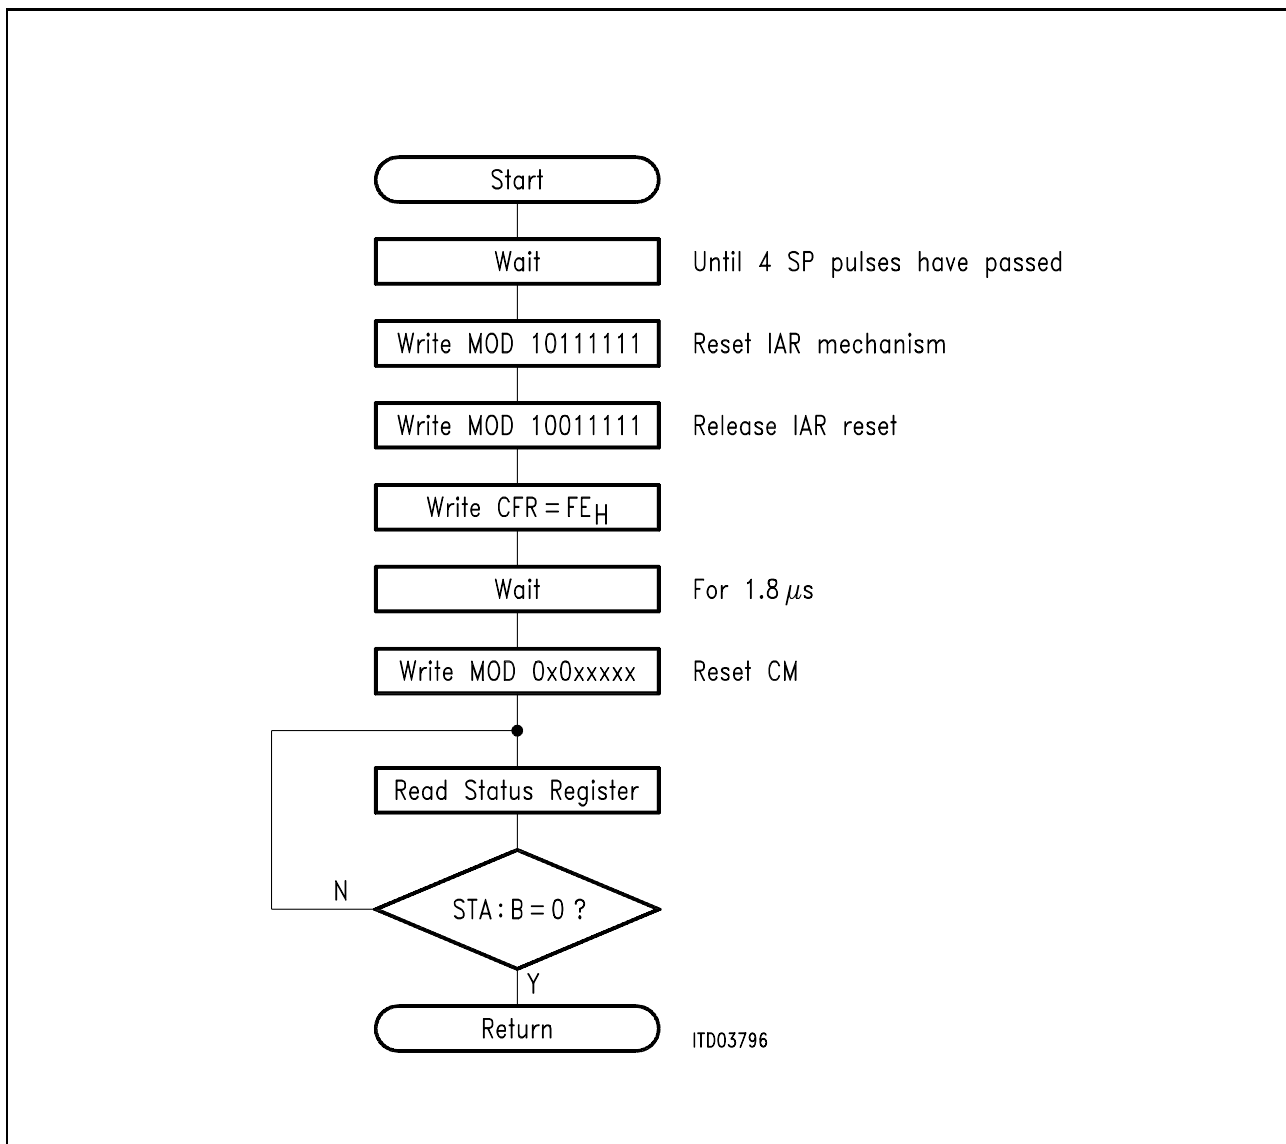 Start
Wait
Until 4 SP pulses have passed
Write MOD 10111111
Reset IAR mechanism
Write MOD 10011111
Release IAR reset
Write CFR = FEH
Wait
For 1.8 μs
Write MOD 0x0xxxxx
Reset CM
Read Status Register
N
STA : B = 0 ?
Y
Return
ITD03796